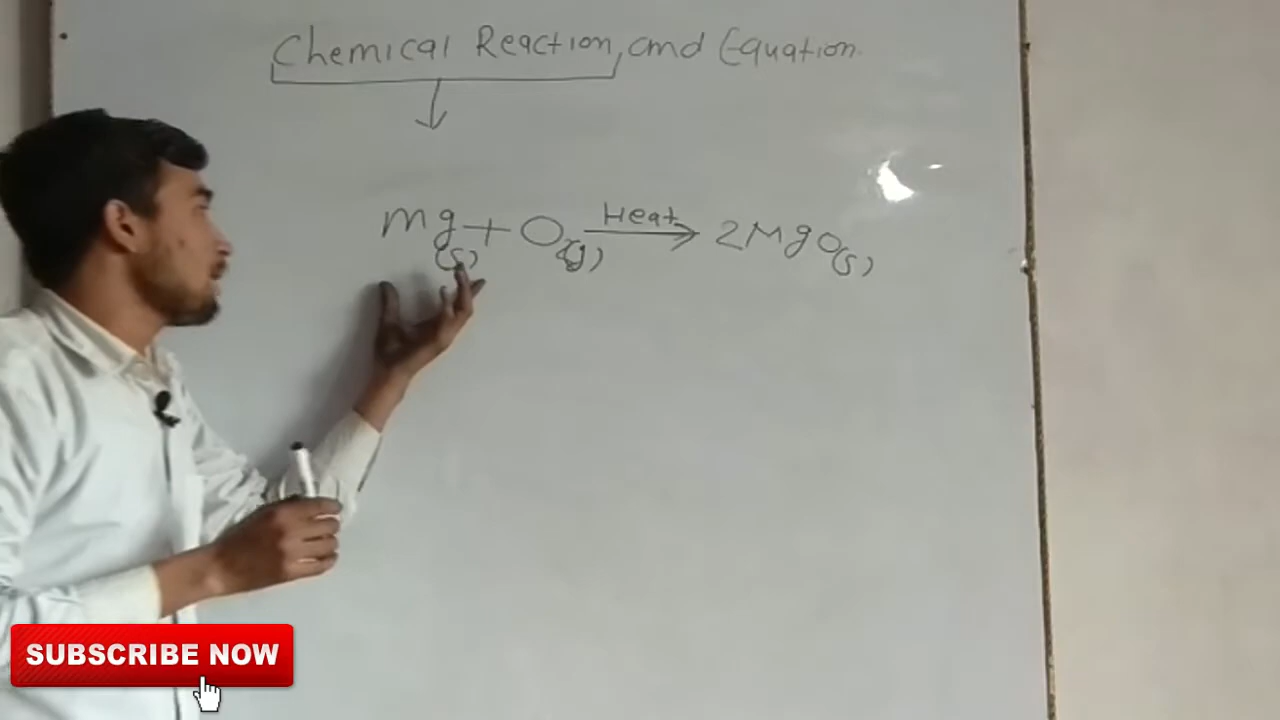 Chemical Reaction, and Equation.
Mg(s) + O2(g) Heat→ 2MgO(s)
SUBSCRIBE NOW